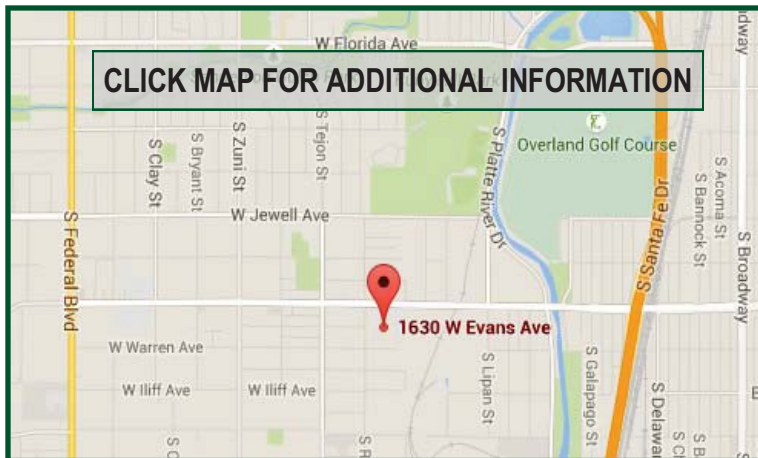 W Florida Ave
CLICK MAP FOR ADDITIONAL INFORMATION
Overland Golf Course
S Clay St
S Bryant St
S Zuni St
S Tejon St
S Platte River Dr
S Santa Fe Dr
S Acoma St
S Bannock St
S Broadway
W Jewell Ave
S Federal Blvd
1630 W Evans Ave
W Warren Ave
W Iliff Ave
W Iliff Ave
S Lipan St
S Galapago St